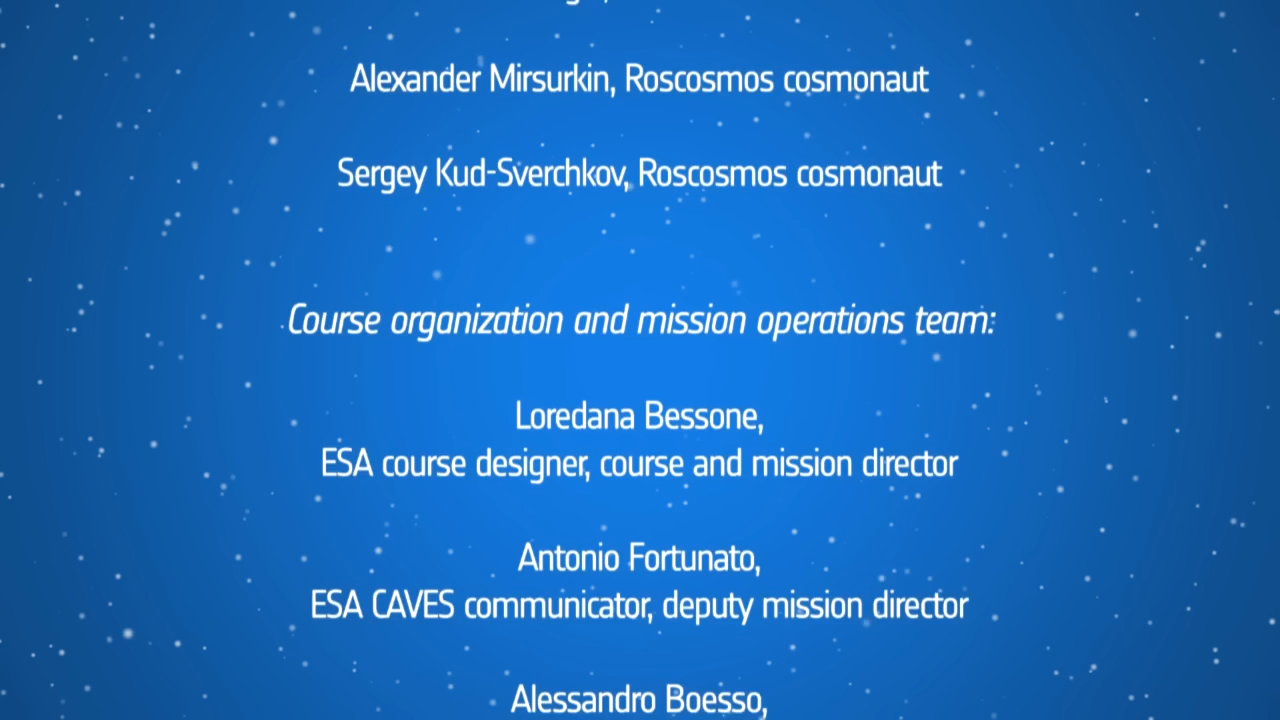 Alexander Mirsurkin, Roscosmos cosmonaut
Sergey Kud-Sverchkov, Roscosmos cosmonaut
Course organization and mission operations team:
Loredana Bessone,
ESA course designer, course and mission director
Antonio Fortunato,
ESA CAVES communicator, deputy mission director
Alessandro Boesso,